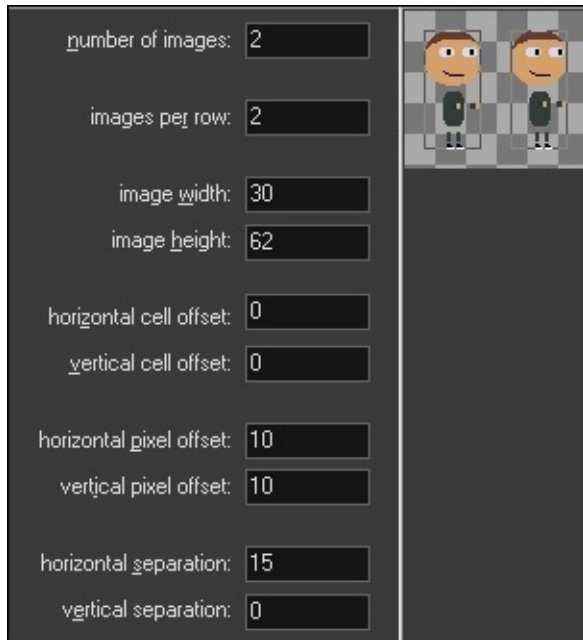 number of images: 2
images per row: 2
image width: 30
image height: 62
horizontal cell offset: 0
vertical cell offset: 0
horizontal pixel offset: 10
vertical pixel offset: 10
horizontal separation: 15
vertical separation: 0